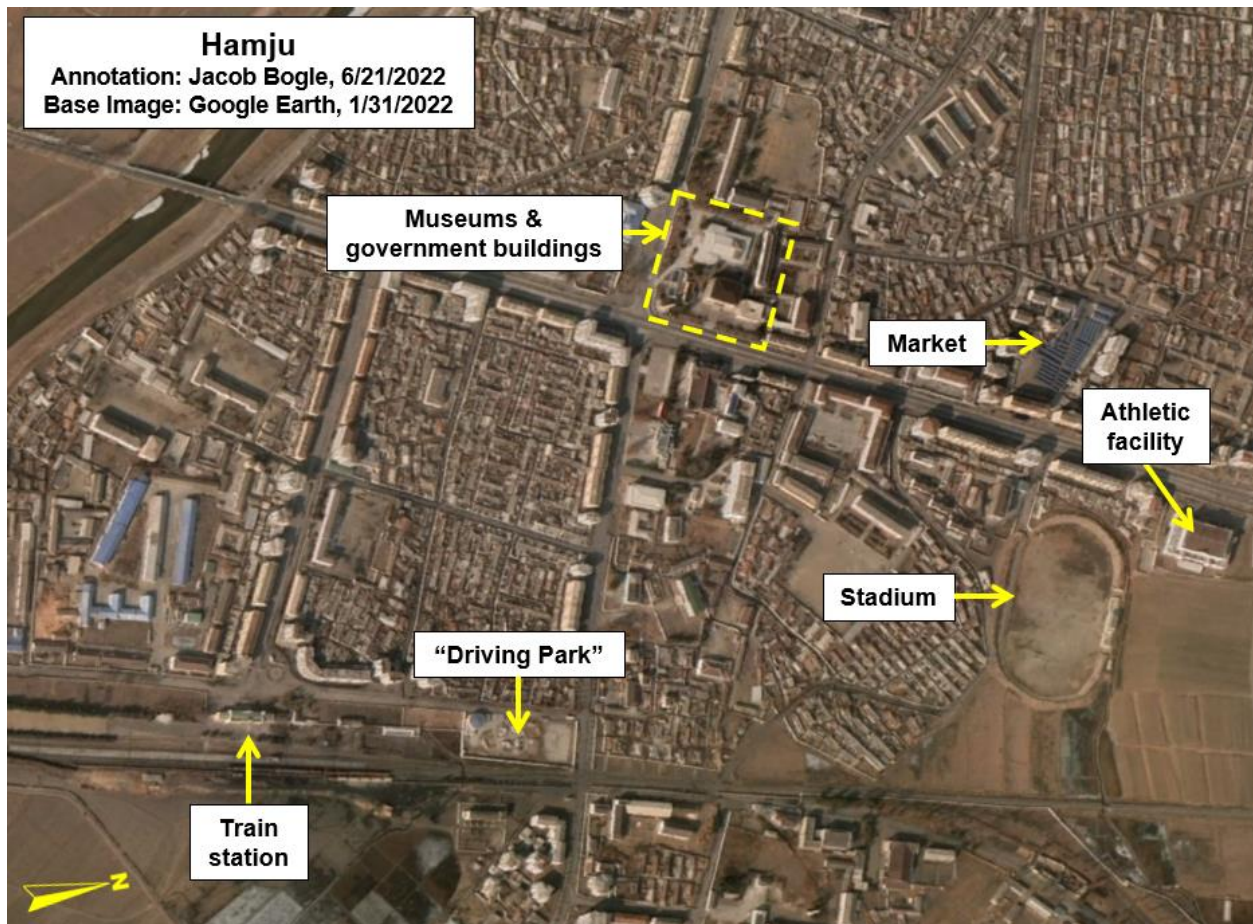 Hamju
Annotation: Jacob Bogle, 6/21/2022
Base Image: Google Earth, 1/31/2022
Museums &
government buildings
Market
Athletic
facility
Stadium
“Driving Park”
Train
station
N